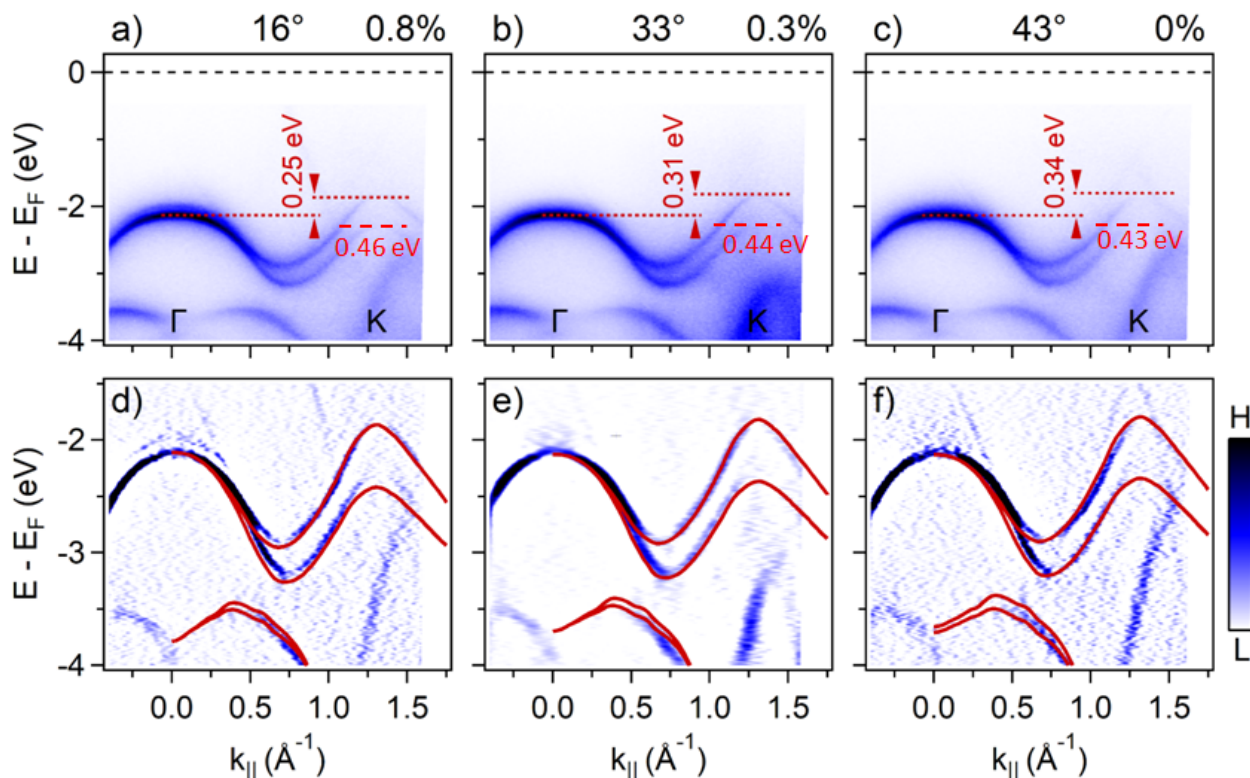 a) 16° 0.8%
b) 33° 0.3%
c) 43° 0%
E - E_F (eV)
0
-2
-4
0.25 eV
0.46 eV
Γ K
0.31 eV
0.44 eV
Γ K
0.34 eV
0.43 eV
Γ K
d)
e)
f)
E - E_F (eV)
-2
-3
-4
H
L
0.0 0.5 1.0 1.5
0.0 0.5 1.0 1.5
0.0 0.5 1.0 1.5
k_|| (Å⁻¹)
k_|| (Å⁻¹)
k_|| (Å⁻¹)